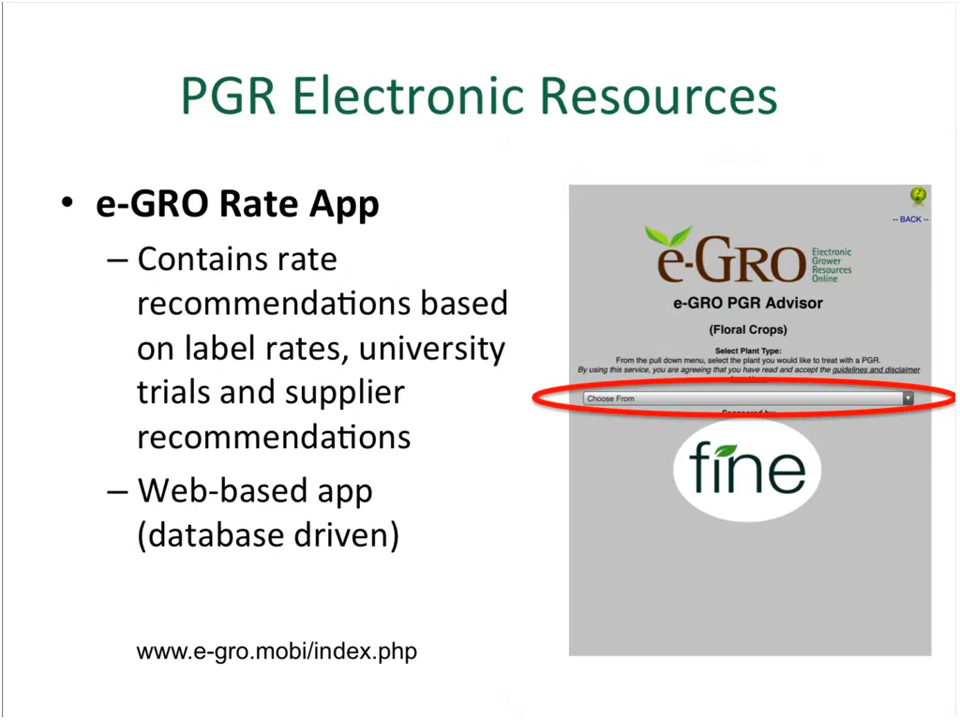 PGR Electronic Resources
• e-GRO Rate App
– Contains rate
recommendations based
on label rates, university
trials and supplier
recommendations
– Web-based app
(database driven)
www.e-gro.mobi/index.php
-- BACK --
e-GRO Electronic
Grower
Resources
Online
e-GRO PGR Advisor
(Floral Crops)
Select Plant Type:
From the pull down menu, select the plant you would like to treat with a PGR.
By using this service, you are agreeing that you have read and accept the guidelines and disclaimer
Choose From
Sponsored by:
fine